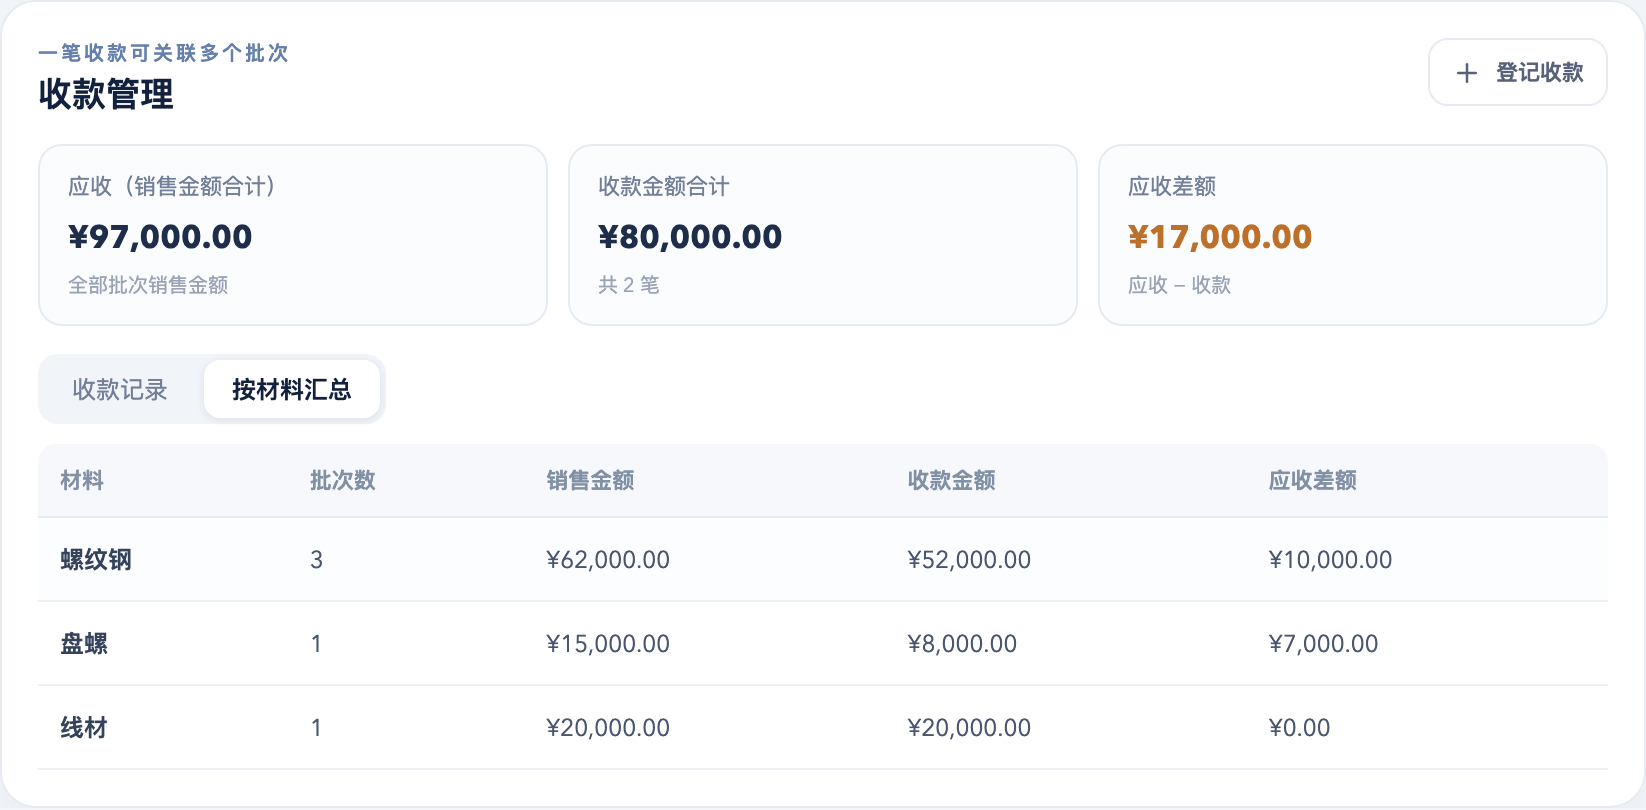 一笔收款可关联多个批次
收款管理
+ 登记收款
应收（销售金额合计）
¥97,000.00
全部批次销售金额
收款金额合计
¥80,000.00
共 2 笔
应收差额
¥17,000.00
应收 – 收款
收款记录 按材料汇总
材料 批次数 销售金额 收款金额 应收差额
螺纹钢 3 ¥62,000.00 ¥52,000.00 ¥10,000.00
盘螺 1 ¥15,000.00 ¥8,000.00 ¥7,000.00
线材 1 ¥20,000.00 ¥20,000.00 ¥0.00